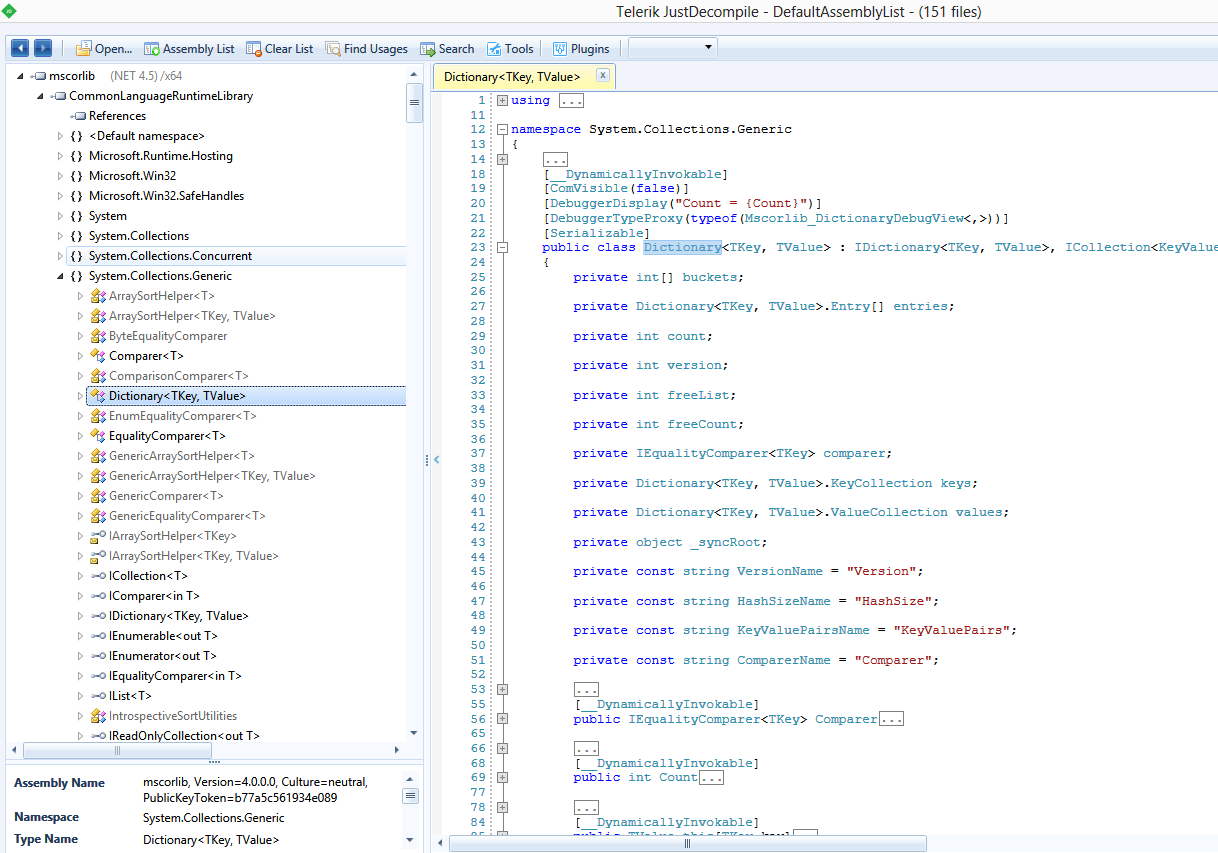 Telerik JustDecompile - DefaultAssemblyList - (151 files)
Open... Assembly List Clear List Find Usages Search Tools Plugins
mscorlib (NET 4.5) /x64
CommonLanguageRuntimeLibrary
References
{} <Default namespace>
{} Microsoft.Runtime.Hosting
{} Microsoft.Win32
{} Microsoft.Win32.SafeHandles
{} System
{} System.Collections
{} System.Collections.Concurrent
{} System.Collections.Generic
ArraySortHelper<T>
ArraySortHelper<TKey, TValue>
ByteEqualityComparer
Comparer<T>
ComparisonComparer<T>
Dictionary<TKey, TValue>
EnumEqualityComparer<T>
EqualityComparer<T>
GenericArraySortHelper<T>
GenericArraySortHelper<TKey, TValue>
GenericComparer<T>
GenericEqualityComparer<T>
IArraySortHelper<TKey>
IArraySortHelper<TKey, TValue>
ICollection<T>
IComparer<in T>
IDictionary<TKey, TValue>
IEnumerable<out T>
IEnumerator<out T>
IEqualityComparer<in T>
IList<T>
IntrospectiveSortUtilities
IReadOnlyCollection<out T>
Assembly Name mscorlib, Version=4.0.0.0, Culture=neutral,
PublicKeyToken=b77a5c561934e089
Namespace System.Collections.Generic
Type Name Dictionary<TKey, TValue>
Dictionary<TKey, TValue> x
1 using ...
11
12 namespace System.Collections.Generic
13 {
14 ...
18 [__DynamicallyInvokable]
19 [ComVisible(false)]
20 [DebuggerDisplay("Count = {Count}")]
21 [DebuggerTypeProxy(typeof(Mscorlib_DictionaryDebugView<,>))]
22 [Serializable]
23 public class Dictionary<TKey, TValue> : IDictionary<TKey, TValue>, ICollection<KeyValue
24 {
25 private int[] buckets;
26
27 private Dictionary<TKey, TValue>.Entry[] entries;
28
29 private int count;
30
31 private int version;
32
33 private int freeList;
34
35 private int freeCount;
36
37 private IEqualityComparer<TKey> comparer;
38
39 private Dictionary<TKey, TValue>.KeyCollection keys;
40
41 private Dictionary<TKey, TValue>.ValueCollection values;
42
43 private object _syncRoot;
44
45 private const string VersionName = "Version";
46
47 private const string HashSizeName = "HashSize";
48
49 private const string KeyValuePairsName = "KeyValuePairs";
50
51 private const string ComparerName = "Comparer";
52
53 ...
55 [__DynamicallyInvokable]
56 public IEqualityComparer<TKey> Comparer...
65
66 ...
68 [__DynamicallyInvokable]
69 public int Count...
77
78 ...
84 [__DynamicallyInvokable]
85 public TValue this[TKey key]